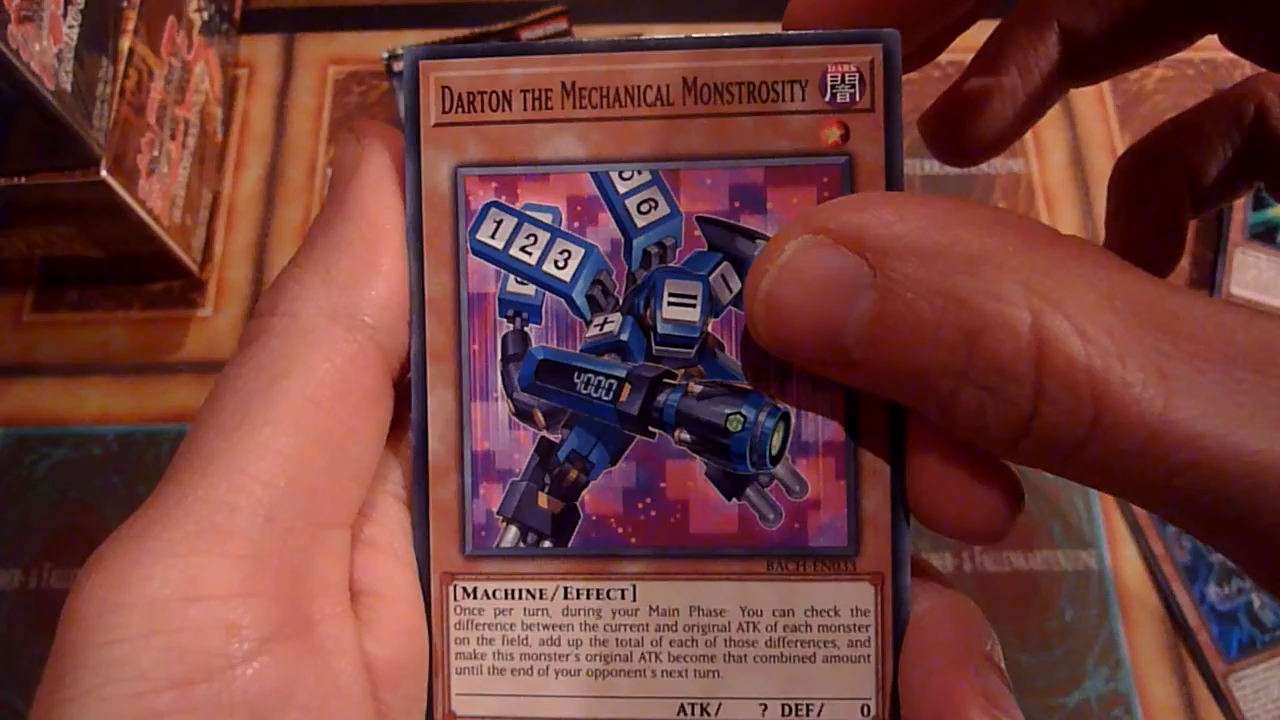 DARTON THE MECHANICAL MONSTROSITY
DARK
闇
5 6
1 2 3
=
+
4000
BACH-EN033
[MACHINE/EFFECT]
Once per turn, during your Main Phase: You can check the
difference between the current and original ATK of each monster
on the field, add up the total of each of those differences, and
make this monster's original ATK become that combined amount
until the end of your opponent's next turn.
ATK/ ? DEF/ 0